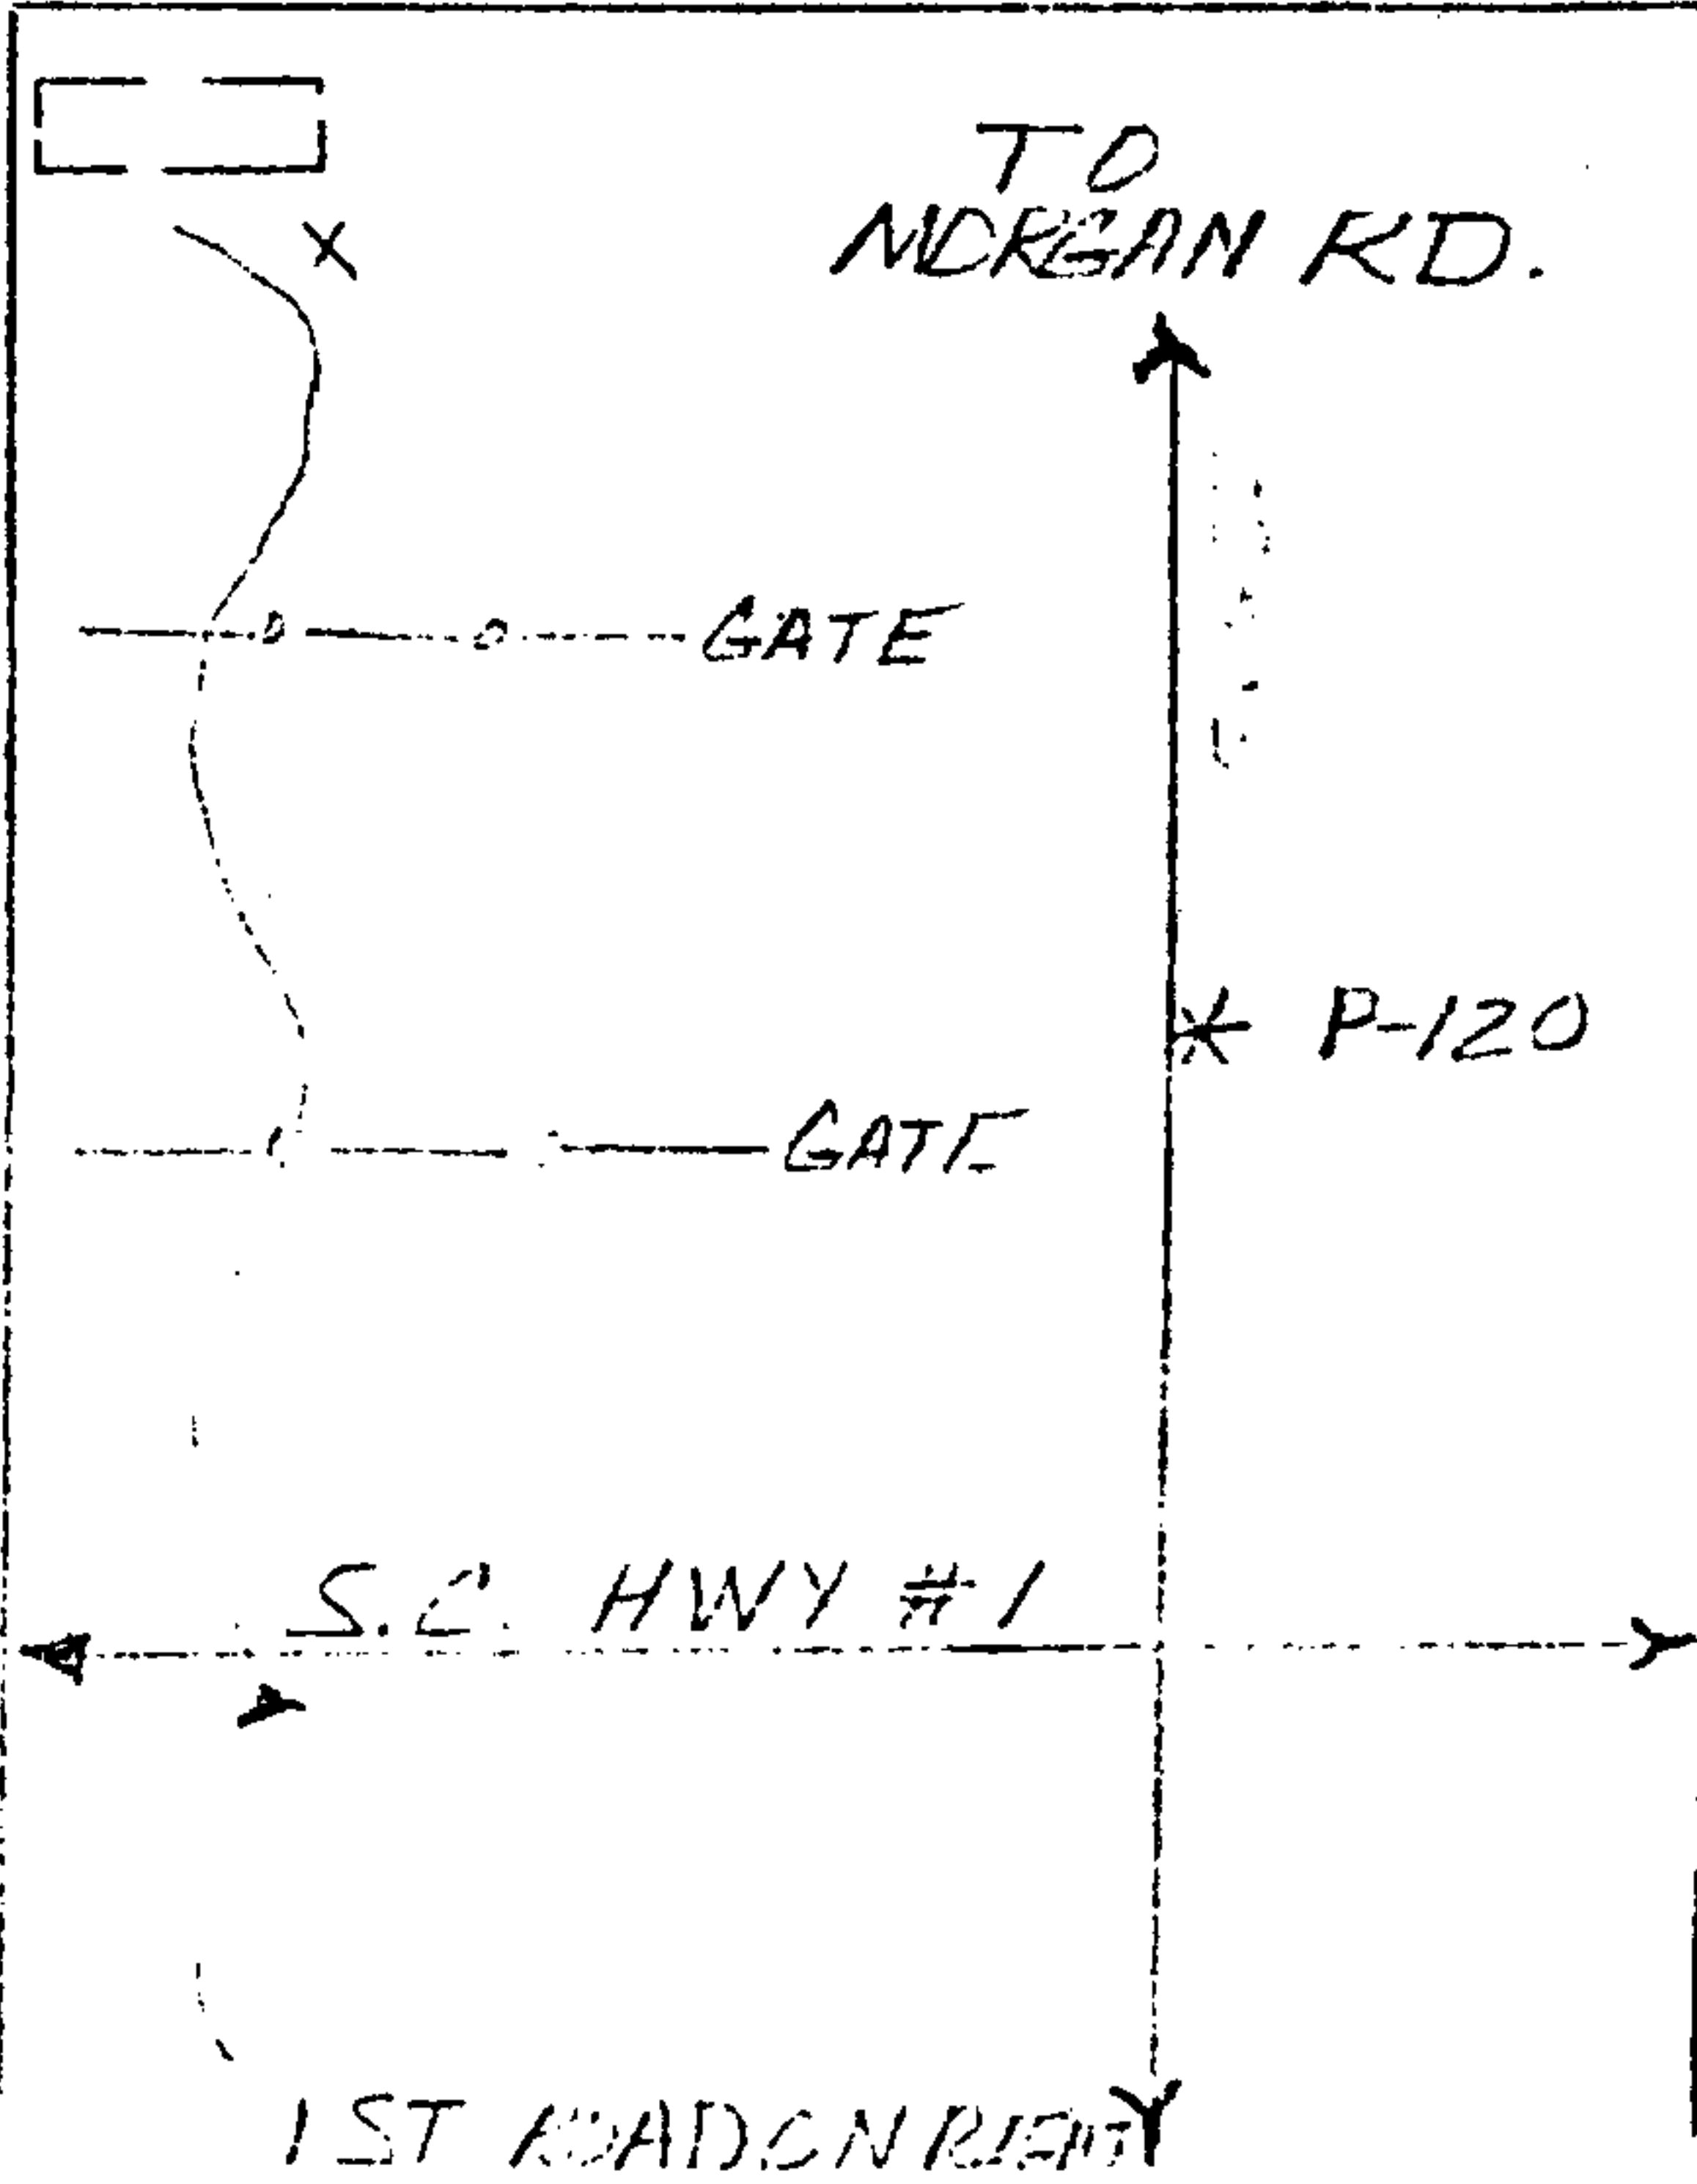 TO
MORGAN RD.
X
GATE
P-120
GATE
S.C. HWY #1
1ST ROAD ON RIGHT